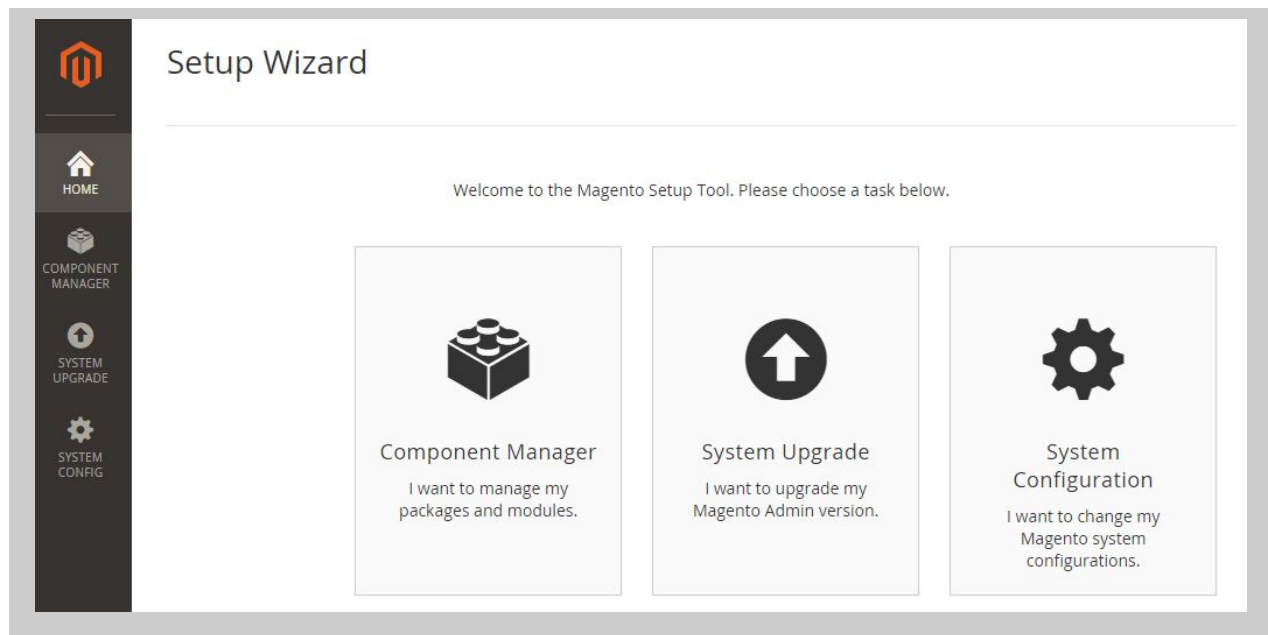 Setup Wizard
HOME
COMPONENT
MANAGER
SYSTEM
UPGRADE
SYSTEM
CONFIG
Welcome to the Magento Setup Tool. Please choose a task below.
Component Manager
I want to manage my
packages and modules.
System Upgrade
I want to upgrade my
Magento Admin version.
System
Configuration
I want to change my
Magento system
configurations.